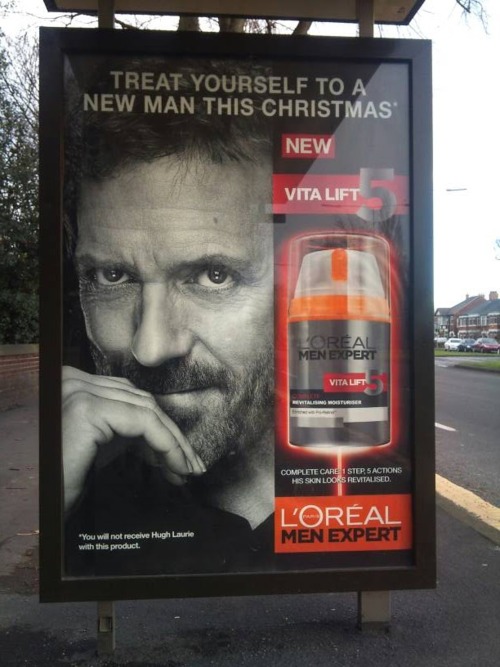 TREAT YOURSELF TO A
NEW MAN THIS CHRISTMAS*
NEW
VITA LIFT 5
L'ORÉAL
MEN EXPERT
VITA LIFT 5
REVITALISING MOISTURISER
COMPLETE CARE 1 STEP, 5 ACTIONS
HIS SKIN LOOKS REVITALISED.
L'ORÉAL
MEN EXPERT
*You will not receive Hugh Laurie
with this product.